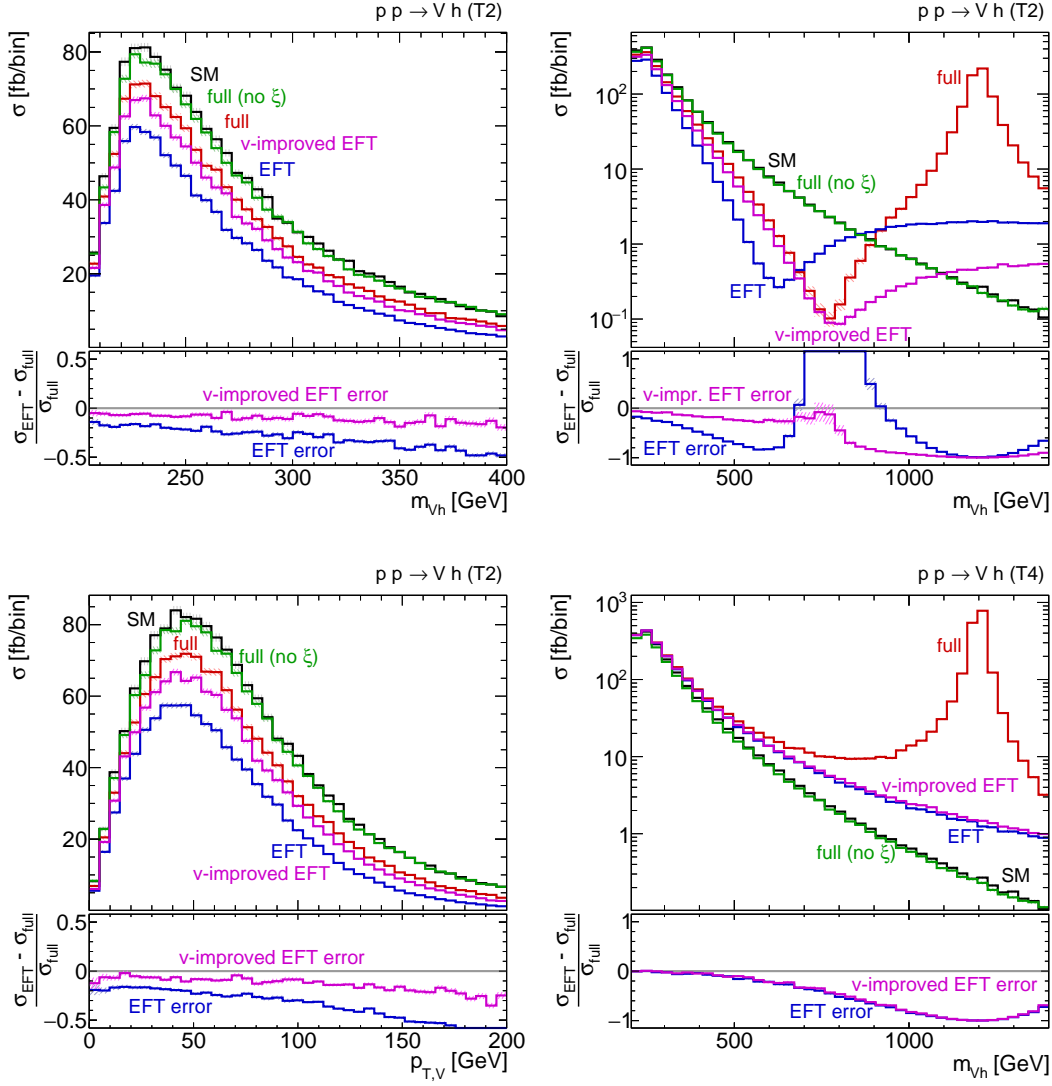 p p → V h (T2)
σ [fb/bin]
80
60
40
20
SM
full (no ξ)
full
v-improved EFT
EFT
σ_EFT - σ_full
σ_full
0.5
0
−0.5
v-improved EFT error
EFT error
250
300
350
400
m_Vh [GeV]
p p → V h (T2)
σ [fb/bin]
10^2
10
1
10^−1
SM
full (no ξ)
full
EFT
v-improved EFT
σ_EFT - σ_full
σ_full
1
0
−1
v-impr. EFT error
EFT error
500
1000
m_Vh [GeV]
p p → V h (T2)
σ [fb/bin]
80
60
40
20
SM
full
full (no ξ)
EFT
v-improved EFT
σ_EFT - σ_full
σ_full
0.5
0
−0.5
v-improved EFT error
EFT error
0
50
100
150
200
p_T,V [GeV]
p p → V h (T4)
σ [fb/bin]
10^3
10^2
10
1
full
v-improved EFT
EFT
full (no ξ)
SM
σ_EFT - σ_full
σ_full
1
0
−1
v-improved EFT error
EFT error
500
1000
m_Vh [GeV]